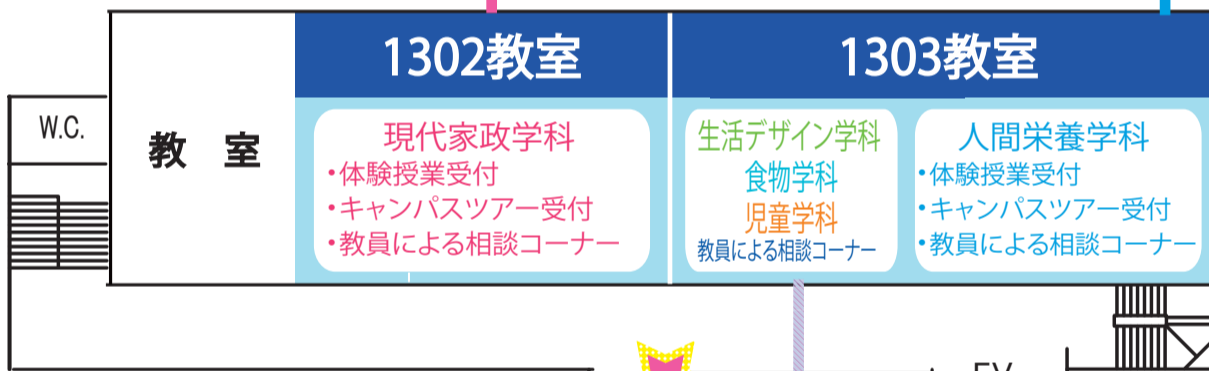 1302教室
1303教室
W.C.
教 室
現代家政学科
・体験授業受付
・キャンパスツアー受付
・教員による相談コーナー
生活デザイン学科
食物学科
児童学科
教員による相談コーナー
人間栄養学科
・体験授業受付
・キャンパスツアー受付
・教員による相談コーナー